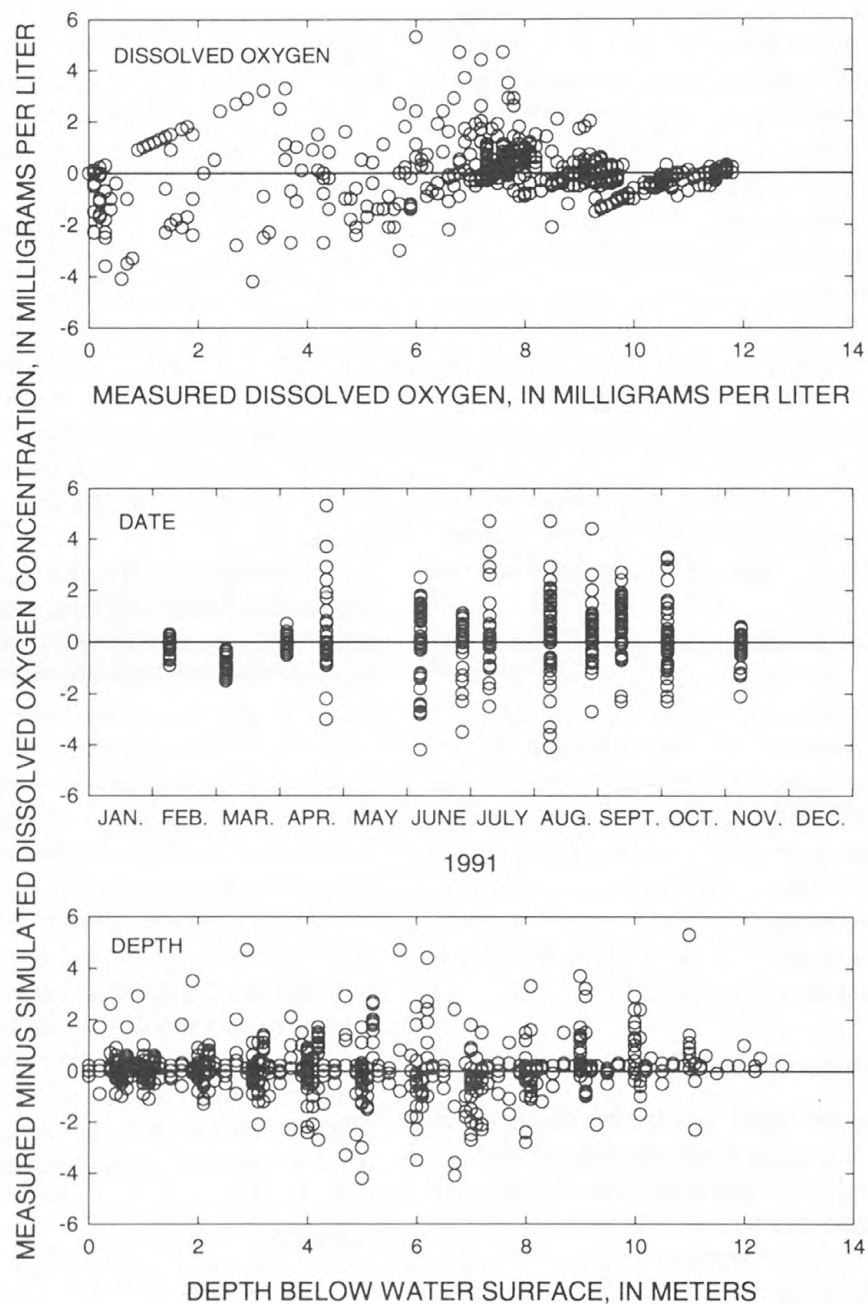 MEASURED MINUS SIMULATED DISSOLVED OXYGEN CONCENTRATION, IN MILLIGRAMS PER LITER
DISSOLVED OXYGEN
6
4
2
0
-2
-4
-6
0 2 4 6 8 10 12 14
MEASURED DISSOLVED OXYGEN, IN MILLIGRAMS PER LITER
DATE
6
4
2
0
-2
-4
-6
JAN. FEB. MAR. APR. MAY JUNE JULY AUG. SEPT. OCT. NOV. DEC.
1991
DEPTH
6
4
2
0
-2
-4
-6
0 2 4 6 8 10 12 14
DEPTH BELOW WATER SURFACE, IN METERS